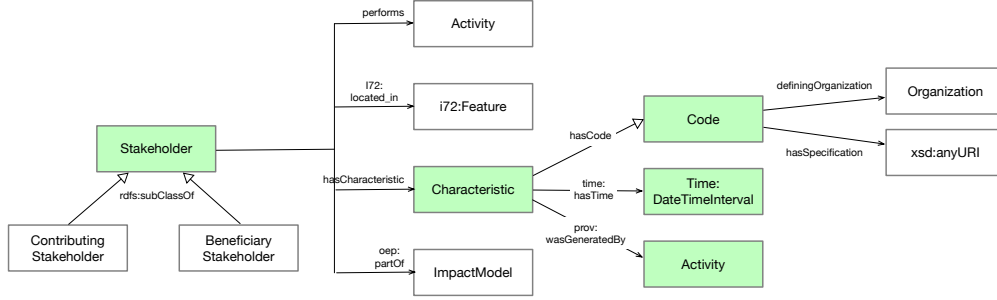 performs
Activity
I72:
located_in
i72:Feature
Stakeholder
rdfs:subClassOf
Contributing
Stakeholder
Beneficiary
Stakeholder
hasCharacteristic
Characteristic
oep:
partOf
ImpactModel
hasCode
Code
time:
hasTime
Time:
DateTimeInterval
prov:
wasGeneratedBy
Activity
definingOrganization
Organization
hasSpecification
xsd:anyURI